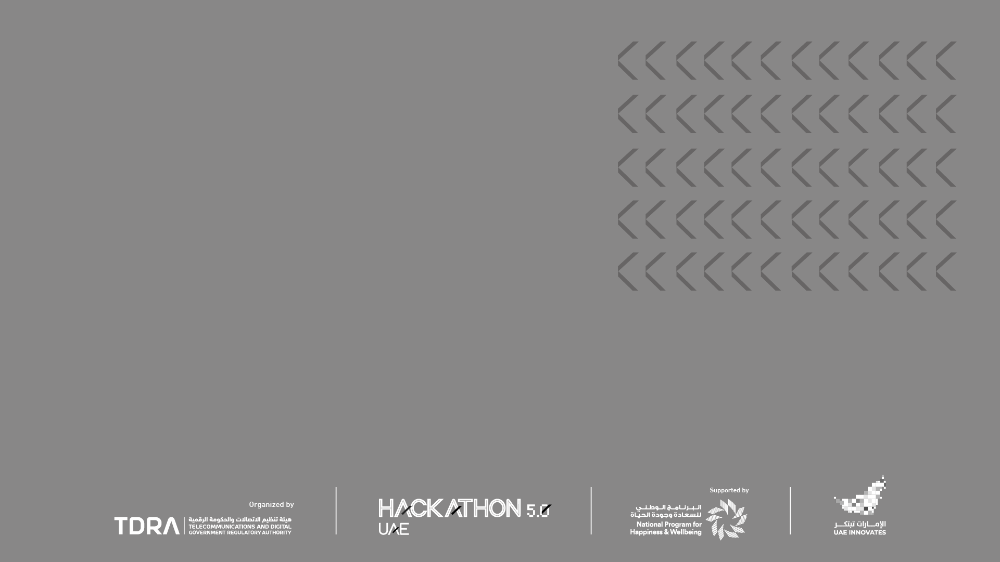 Organized by
TDRA
هيئة تنظيم الاتصالات والحكومة الرقمية
TELECOMMUNICATIONS AND DIGITAL
GOVERNMENT REGULATORY AUTHORITY
HACKATHON 5.0
UAE
Supported by
البرنامج الوطني
للسعادة وجودة الحياة
National Program for
Happiness & Wellbeing
الإمارات تبتكر
UAE INNOVATES